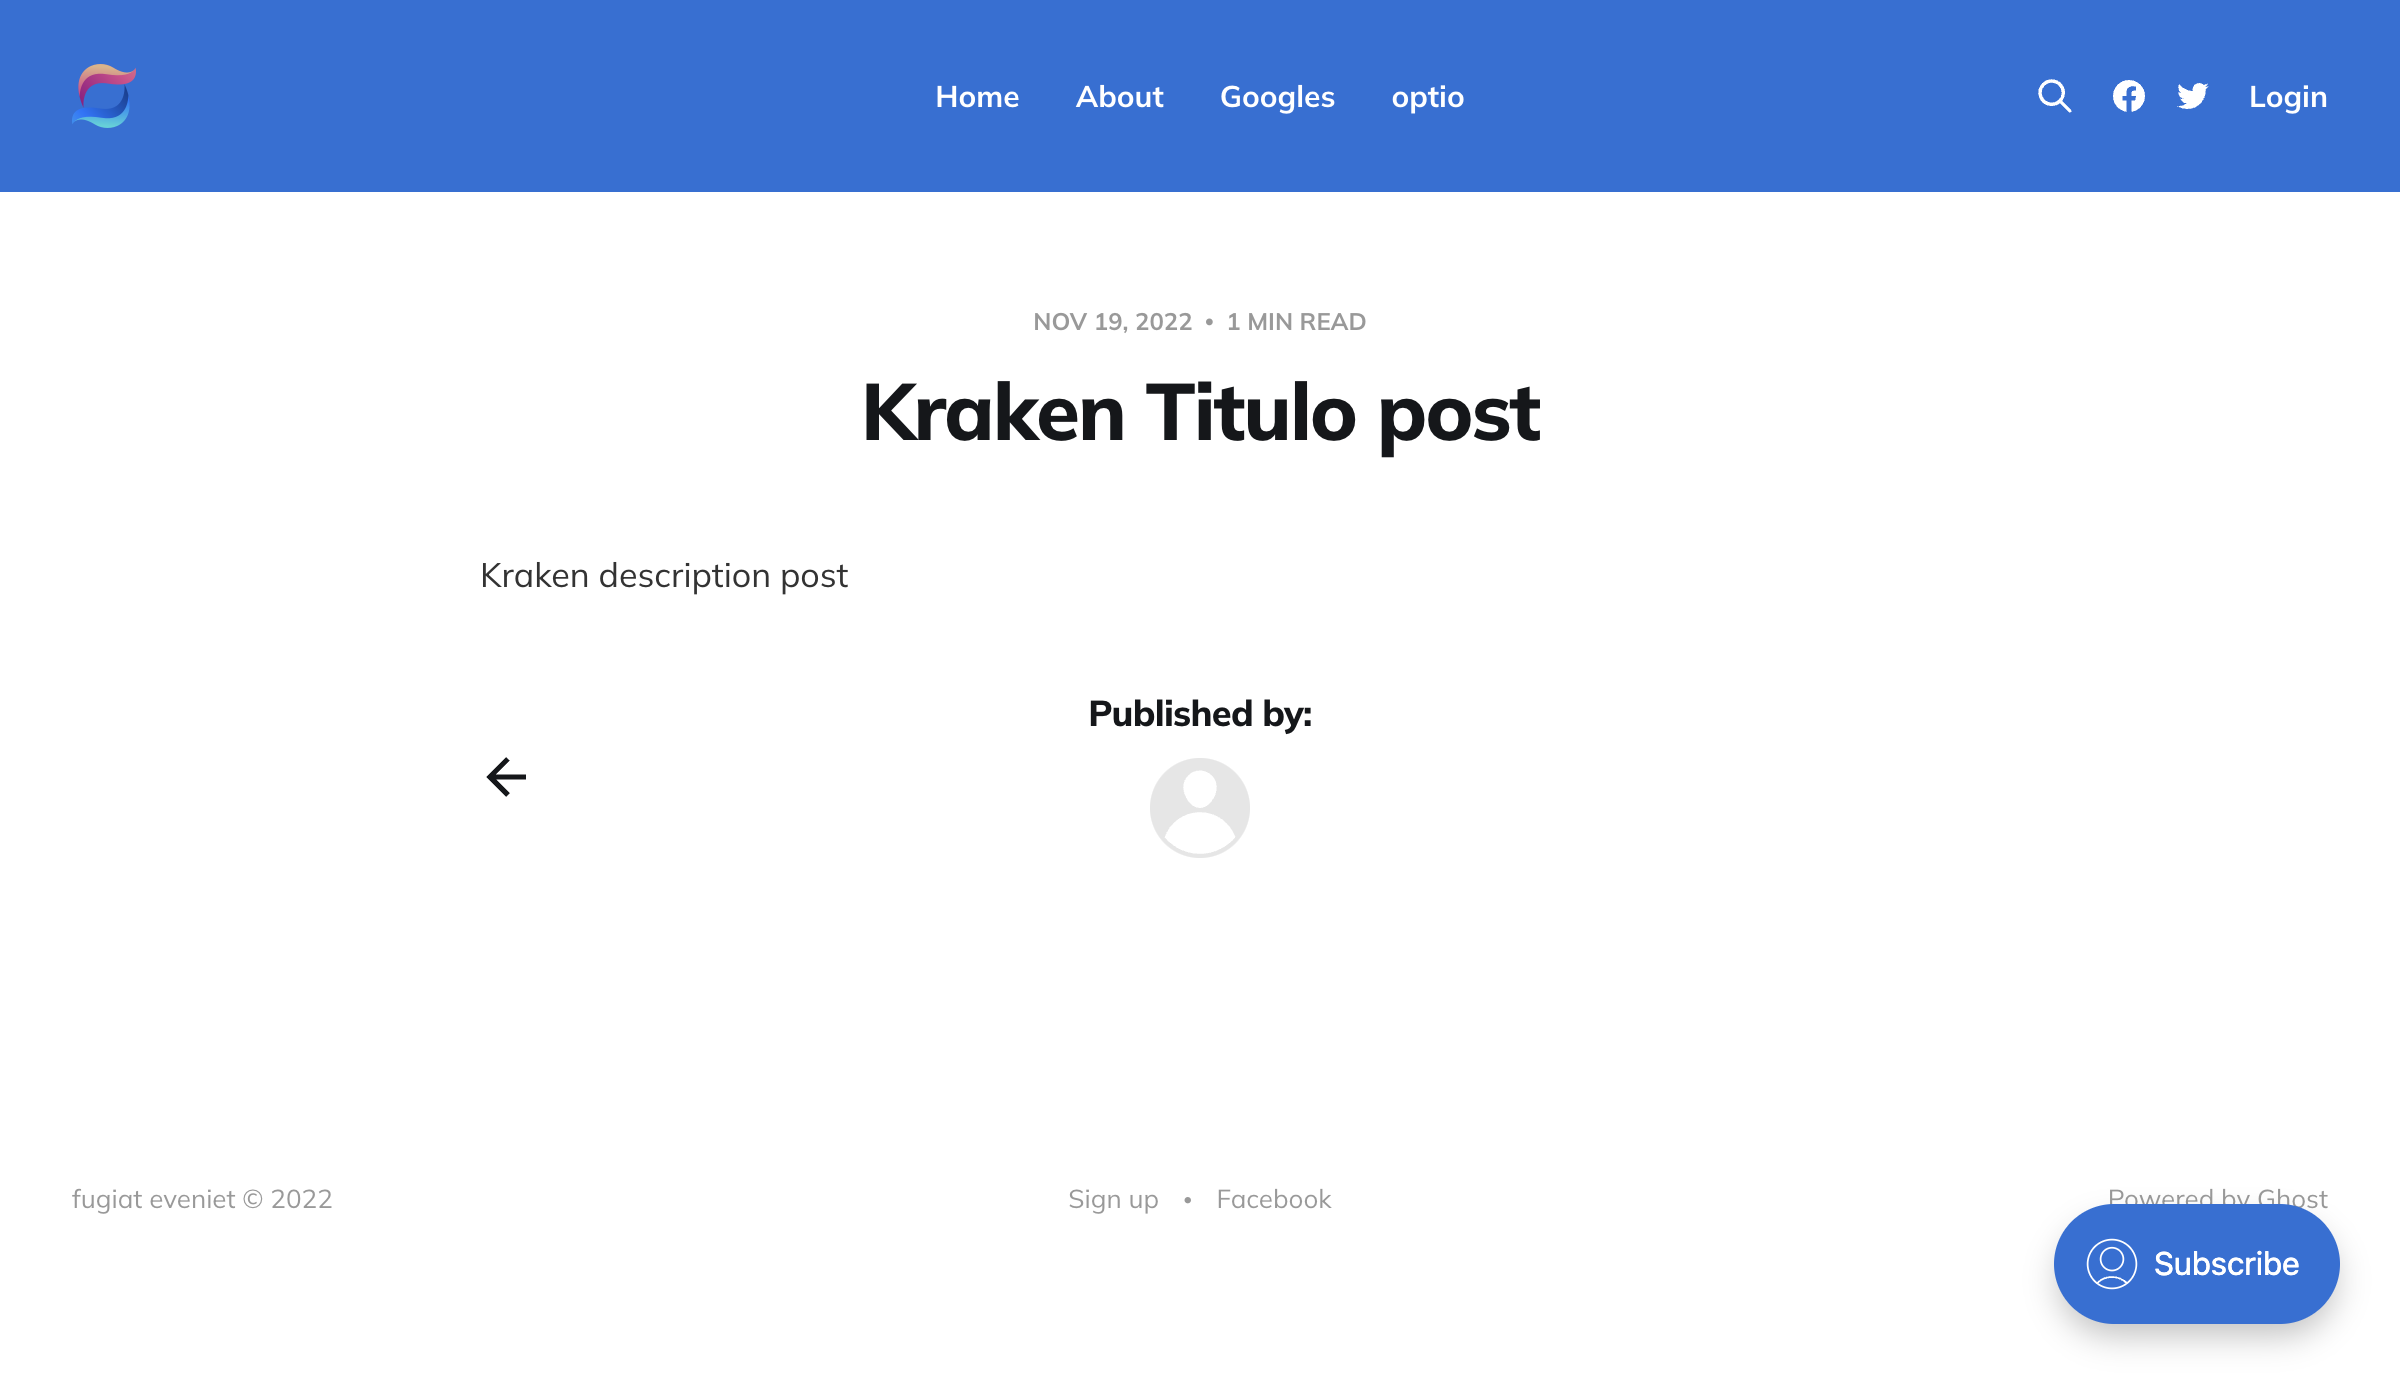 Home About Googles optio Login
NOV 19, 2022 • 1 MIN READ
Kraken Titulo post
Kraken description post
Published by:
fugiat eveniet © 2022 Sign up • Facebook Powered by Ghost
Subscribe